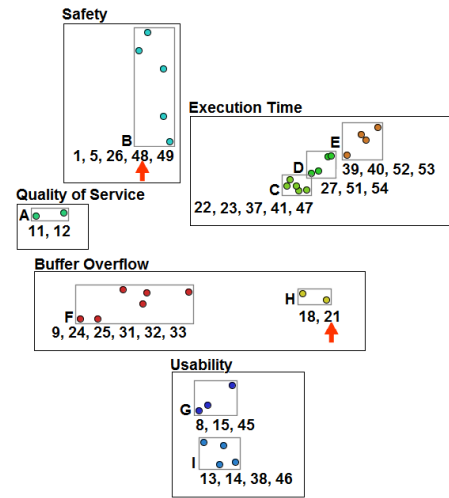 Safety
B
1, 5, 26, 48, 49
Execution Time
E
39, 40, 52, 53
D
27, 51, 54
C
22, 23, 37, 41, 47
Quality of Service
A
11, 12
Buffer Overflow
F
9, 24, 25, 31, 32, 33
H
18, 21
Usability
G
8, 15, 45
I
13, 14, 38, 46